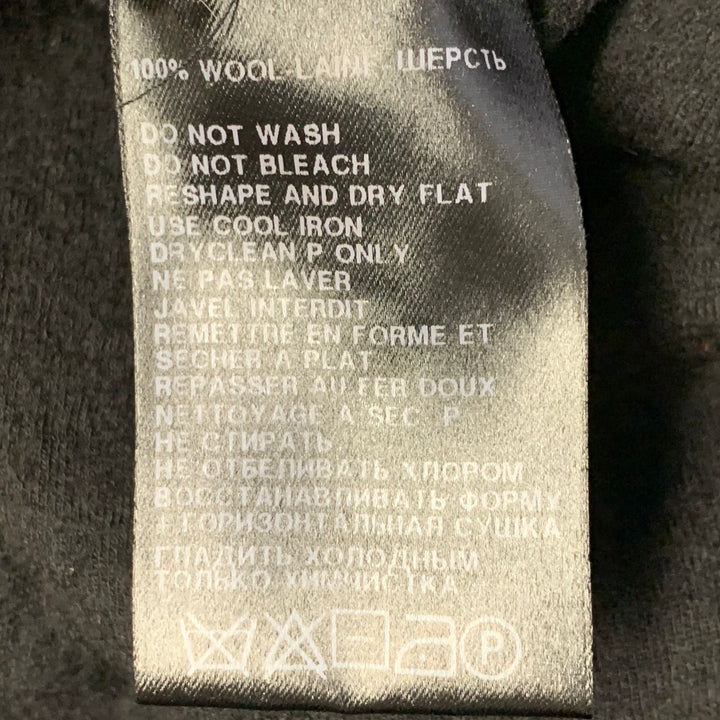 100% WOOL-LAINE-ШЕРСТЬ
DO NOT WASH
DO NOT BLEACH
RESHAPE AND DRY FLAT
USE COOL IRON
DRYCLEAN P ONLY
NE PAS LAVER
JAVEL INTERDIT
REMETTRE EN FORME ET
SECHER A PLAT
REPASSER AU FER DOUX
NETTOYAGE A SEC P
НЕ СТИРАТЬ
НЕ ОТБЕЛИВАТЬ ХЛОРОМ
ВОССТАНАВЛИВАТЬ ФОРМУ
ГОРИЗОНТАЛЬНАЯ СУШКА
ГЛАДИТЬ ХОЛОДНЫМ
ТОЛЬКО ХИМЧИСТКА
P